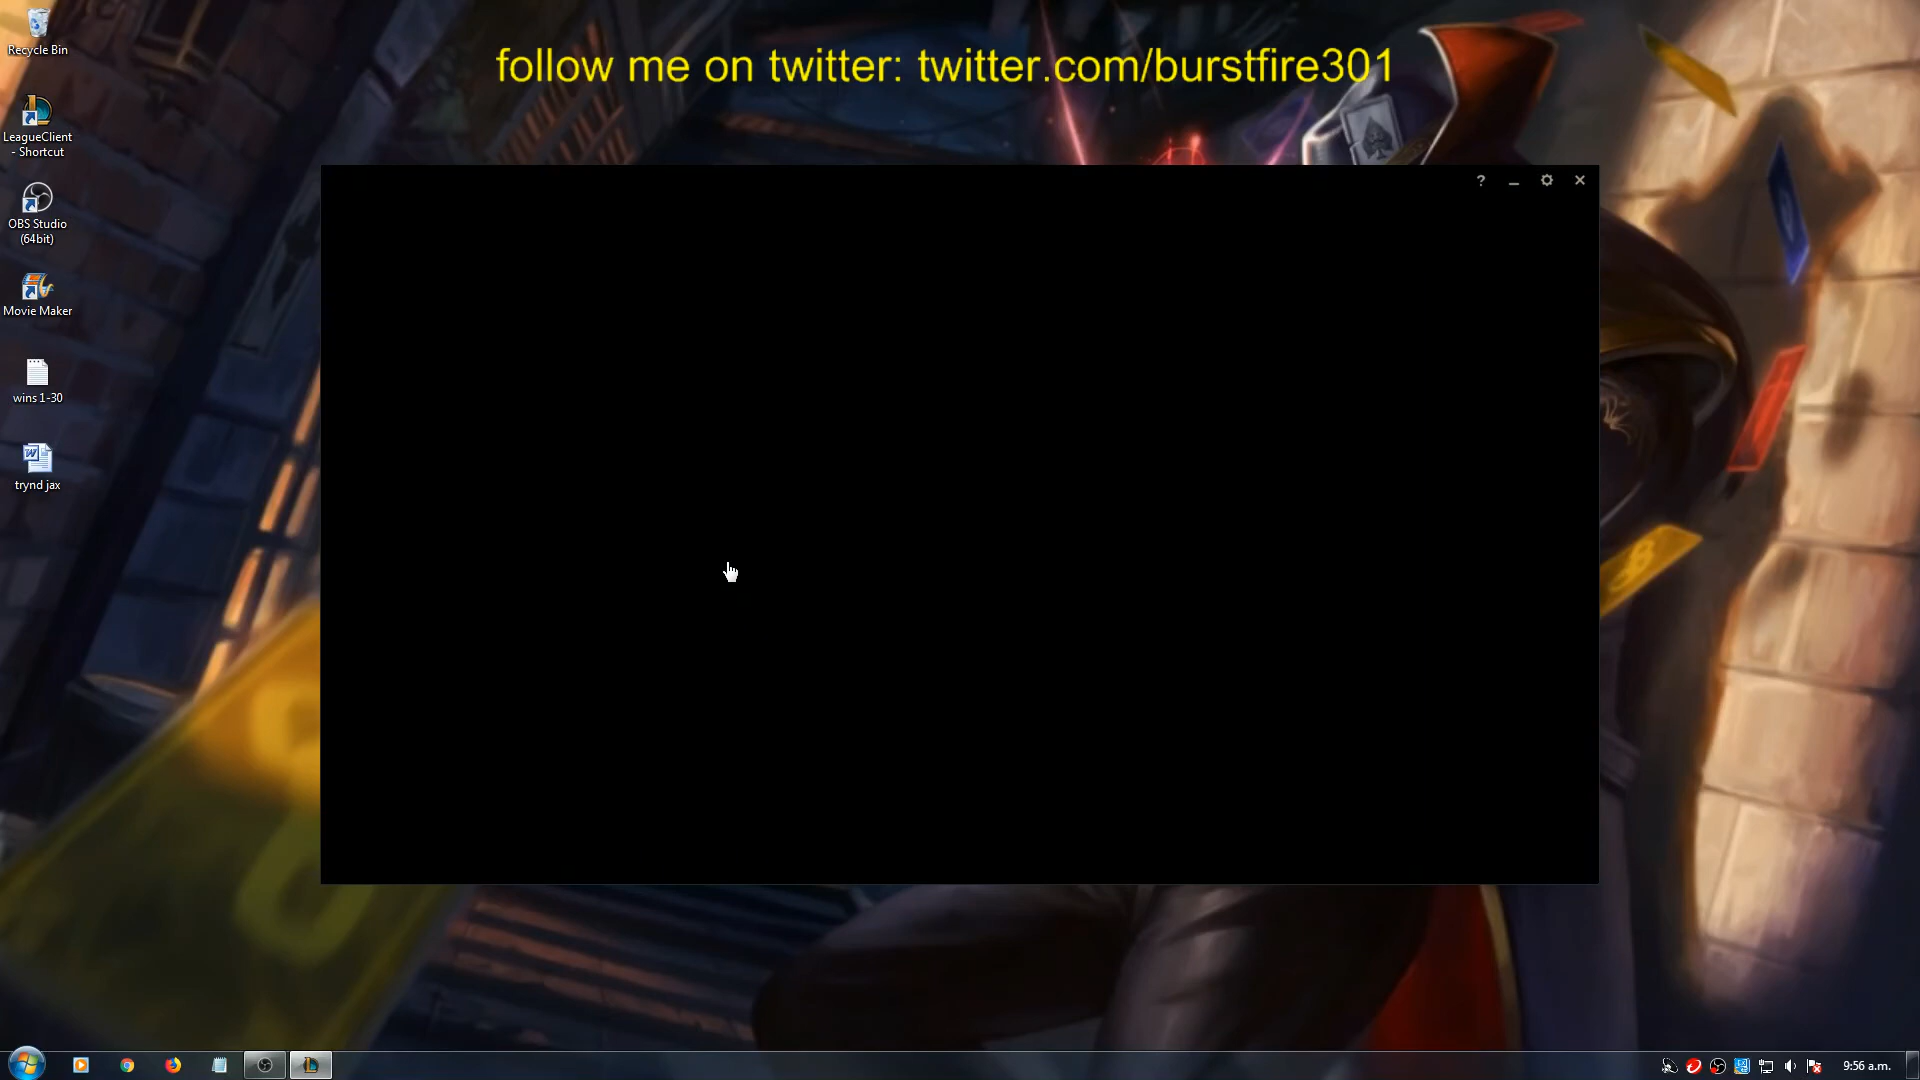 follow me on twitter: twitter.com/burstfire301
Recycle Bin
LeagueClient
- Shortcut
OBS Studio
(64bit)
Movie Maker
wins 1-30
trynd jax
?
9:56 a.m.